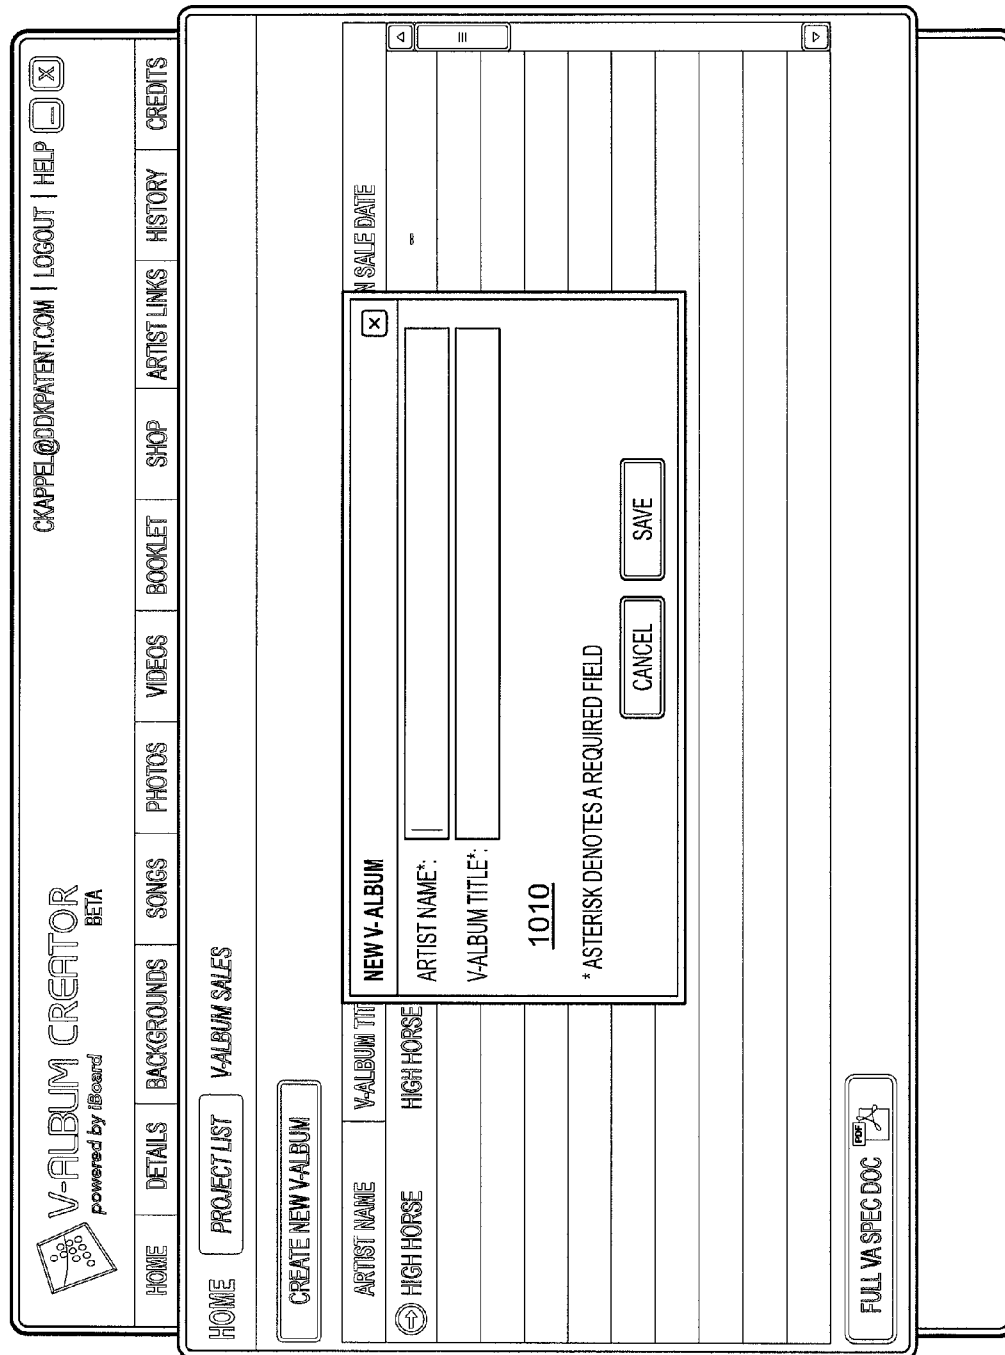 V-ALBUM CREATOR
powered by iBoard
BETA
CKAPPEL@DDKPATENT.COM | LOGOUT | HELP
HOME DETAILS BACKGROUNDS SONGS PHOTOS VIDEOS BOOKLET SHOP ARTIST LINKS HISTORY CREDITS
HOME PROJECT LIST V-ALBUM SALES
CREATE NEW V-ALBUM
ARTIST NAME V-ALBUM TIT N SALE DATE
HIGH HORSE HIGH HORSE --
NEW V-ALBUM X
ARTIST NAME*:
V-ALBUM TITLE*:
1010
* ASTERISK DENOTES A REQUIRED FIELD
CANCEL SAVE
FULL VA SPEC DOC PDF